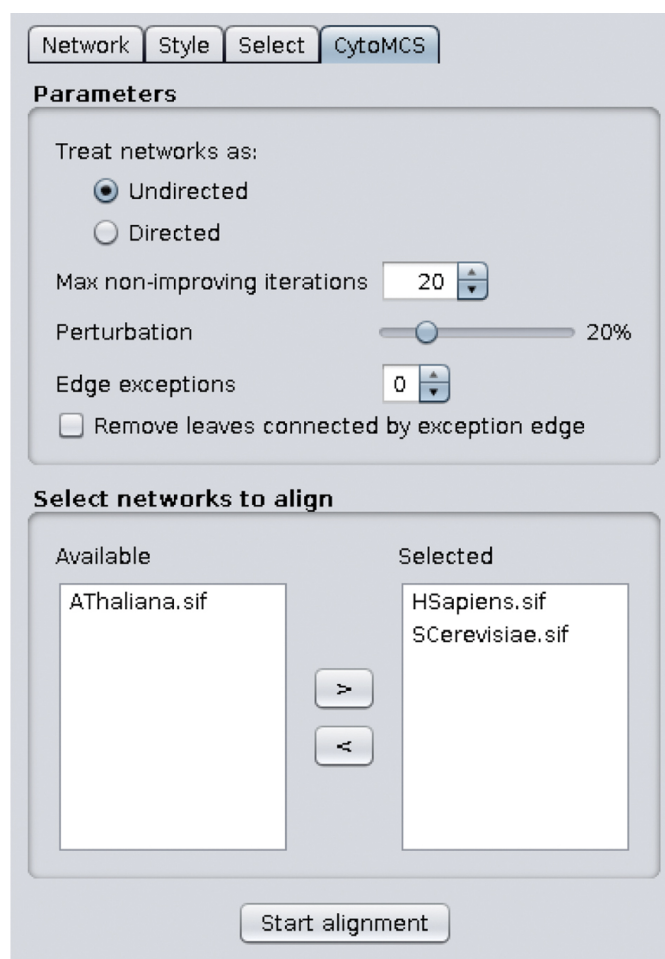 Network Style Select CytoMCS
Parameters
Treat networks as:
Undirected
Directed
Max non-improving iterations 20
Perturbation 20%
Edge exceptions 0
Remove leaves connected by exception edge
Select networks to align
Available Selected
AThaliana.sif HSapiens.sif
SCerevisiae.sif
>
<
Start alignment